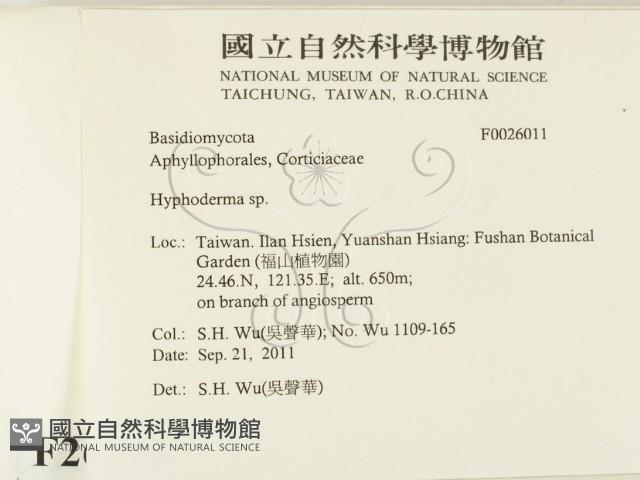 國立自然科學博物館
NATIONAL MUSEUM OF NATURAL SCIENCE
TAICHUNG, TAIWAN, R.O.CHINA
Basidiomycota F0026011
Aphyllophorales, Corticiaceae
Hyphoderma sp.
Loc.: Taiwan. Ilan Hsien, Yuanshan Hsiang: Fushan Botanical
Garden (福山植物園)
24.46.N, 121.35.E; alt. 650m;
on branch of angiosperm
Col.: S.H. Wu(吳聲華); No. Wu 1109-165
Date: Sep. 21, 2011
Det.: S.H. Wu(吳聲華)
國立自然科學博物館
NATIONAL MUSEUM OF NATURAL SCIENCE